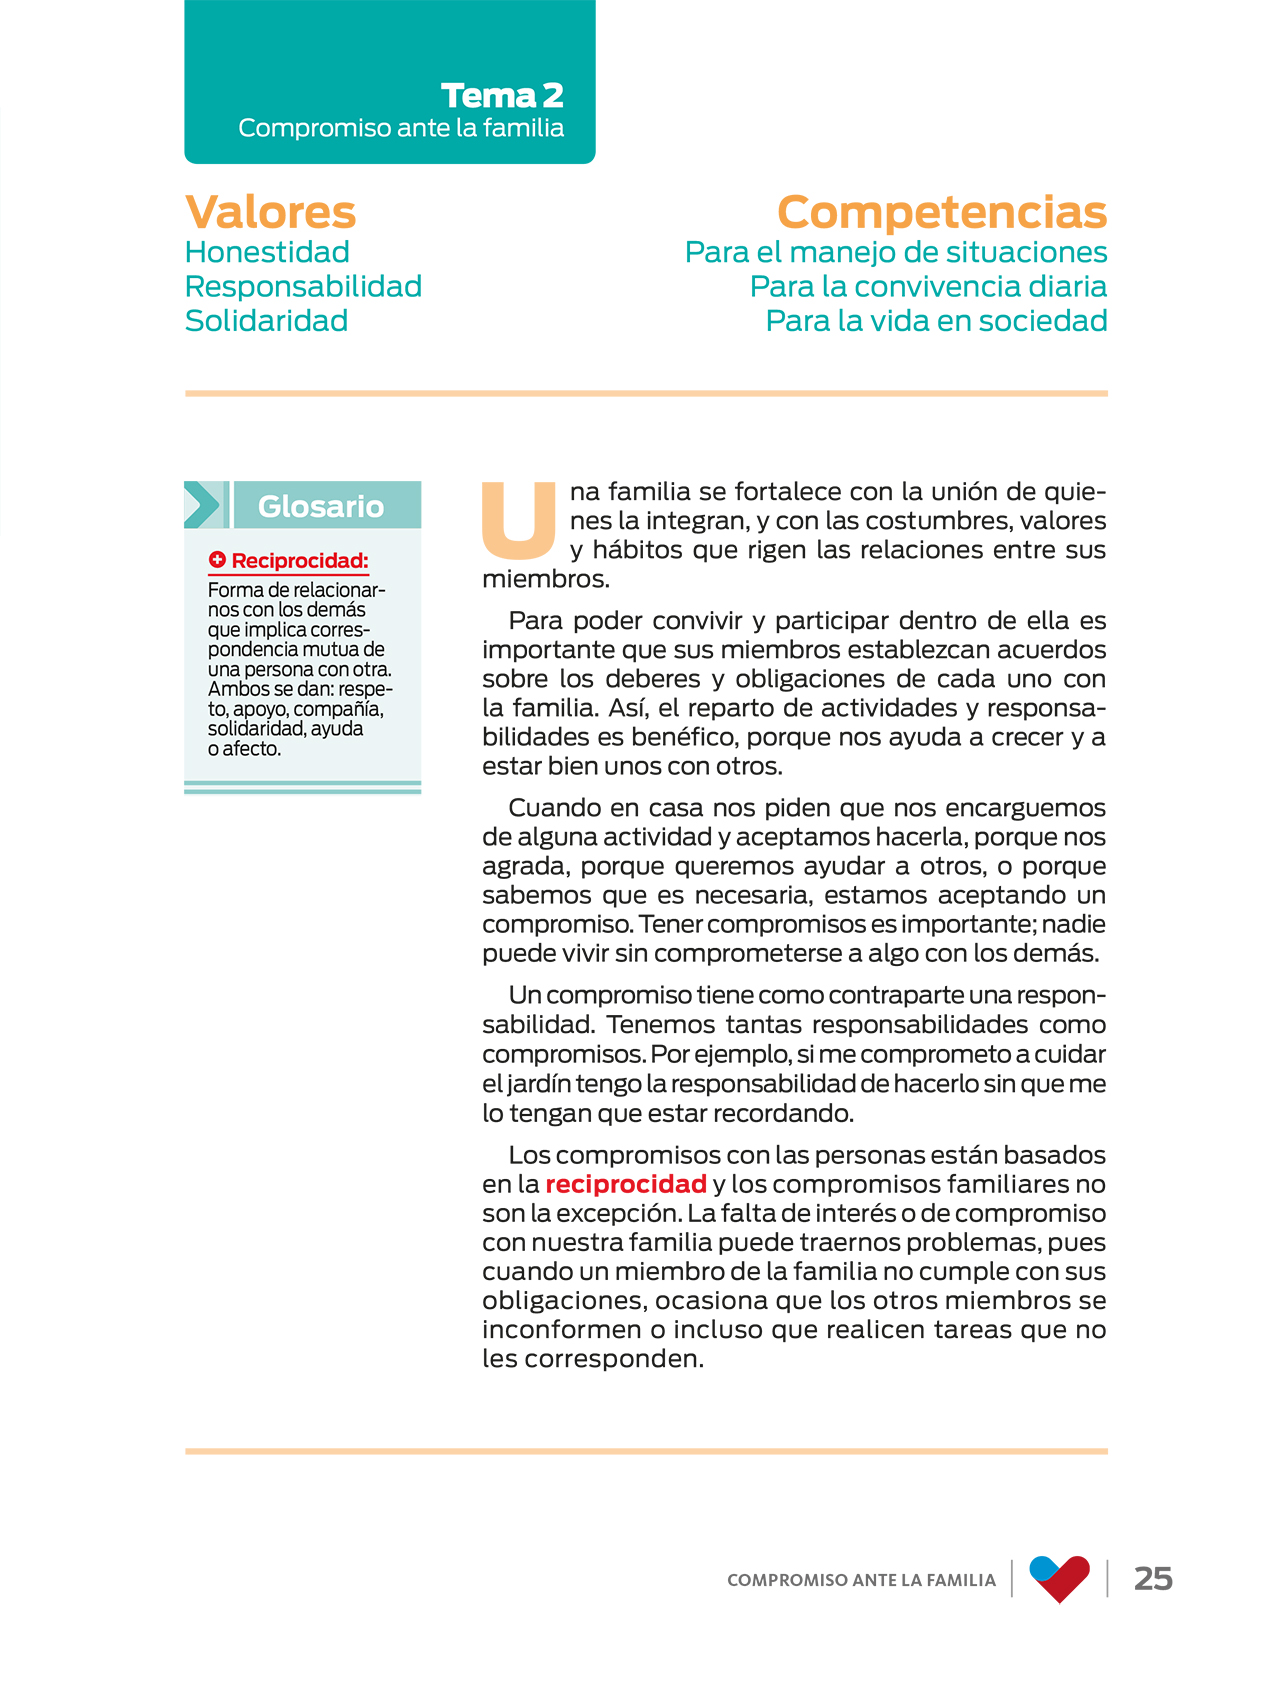 Tema 2
Compromiso ante la familia
Valores
Honestidad
Responsabilidad
Solidaridad
Competencias
Para el manejo de situaciones
Para la convivencia diaria
Para la vida en sociedad
Glosario
Reciprocidad:
Forma de relacionar-
nos con los demás
que implica corres-
pondencia mutua de
una persona con otra.
Ambos se dan: respe-
to, apoyo, compañía,
solidaridad, ayuda
o afecto.
Una familia se fortalece con la unión de quie-
nes la integran, y con las costumbres, valores
y hábitos que rigen las relaciones entre sus
miembros.
Para poder convivir y participar dentro de ella es
importante que sus miembros establezcan acuerdos
sobre los deberes y obligaciones de cada uno con
la familia. Así, el reparto de actividades y responsa-
bilidades es benéfico, porque nos ayuda a crecer y a
estar bien unos con otros.
Cuando en casa nos piden que nos encarguemos
de alguna actividad y aceptamos hacerla, porque nos
agrada, porque queremos ayudar a otros, o porque
sabemos que es necesaria, estamos aceptando un
compromiso. Tener compromisos es importante; nadie
puede vivir sin comprometerse a algo con los demás.
Un compromiso tiene como contraparte una respon-
sabilidad. Tenemos tantas responsabilidades como
compromisos. Por ejemplo, si me comprometo a cuidar
el jardín tengo la responsabilidad de hacerlo sin que me
lo tengan que estar recordando.
Los compromisos con las personas están basados
en la reciprocidad y los compromisos familiares no
son la excepción. La falta de interés o de compromiso
con nuestra familia puede traernos problemas, pues
cuando un miembro de la familia no cumple con sus
obligaciones, ocasiona que los otros miembros se
inconformen o incluso que realicen tareas que no
les corresponden.
COMPROMISO ANTE LA FAMILIA
25